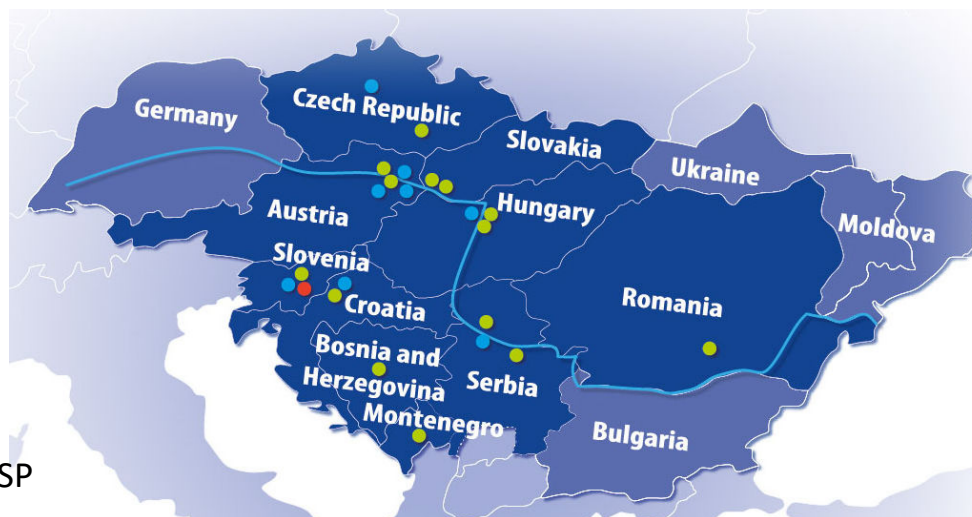 Czech Republic
Germany
Slovakia
Ukraine
Hungary
Austria
Moldova
Slovenia
Romania
Croatia
Bosnia and
Herzegovina
Serbia
Montenegro
Bulgaria
SP